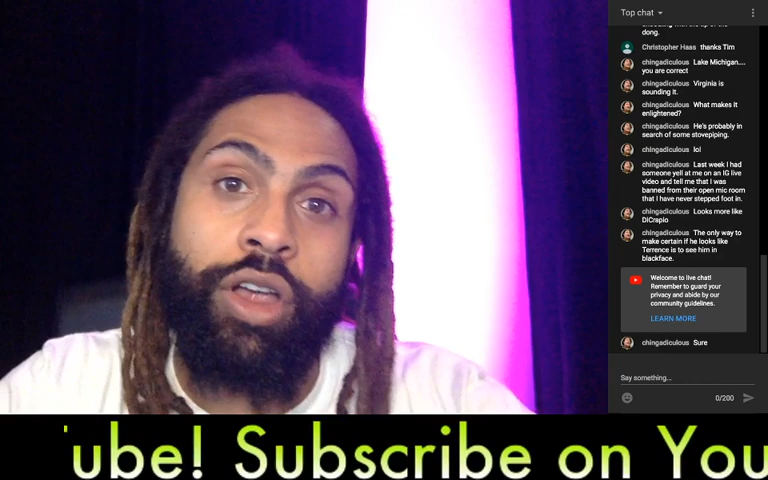 Top chat
dong.
Christopher Haas thanks Tim
chingadiculous Lake Michigan....
you are correct
chingadiculous Virginia is
sounding it.
chingadiculous What makes it
enlightened?
chingadiculous He's probably in
search of some stovepiping.
chingadiculous lol
chingadiculous Last week I had
someone yell at me on an IG live
video and tell me that I was
banned from their open mic room
that I have never stepped foot in.
chingadiculous Looks more like
DiCraplo
chingadiculous The only way to
make certain if he looks like
Terrence is to see him in
blackface.
Welcome to live chat!
Remember to guard your
privacy and abide by our
community guidelines.
LEARN MORE
chingadiculous Sure
Say something...
0/200
ube! Subscribe on You